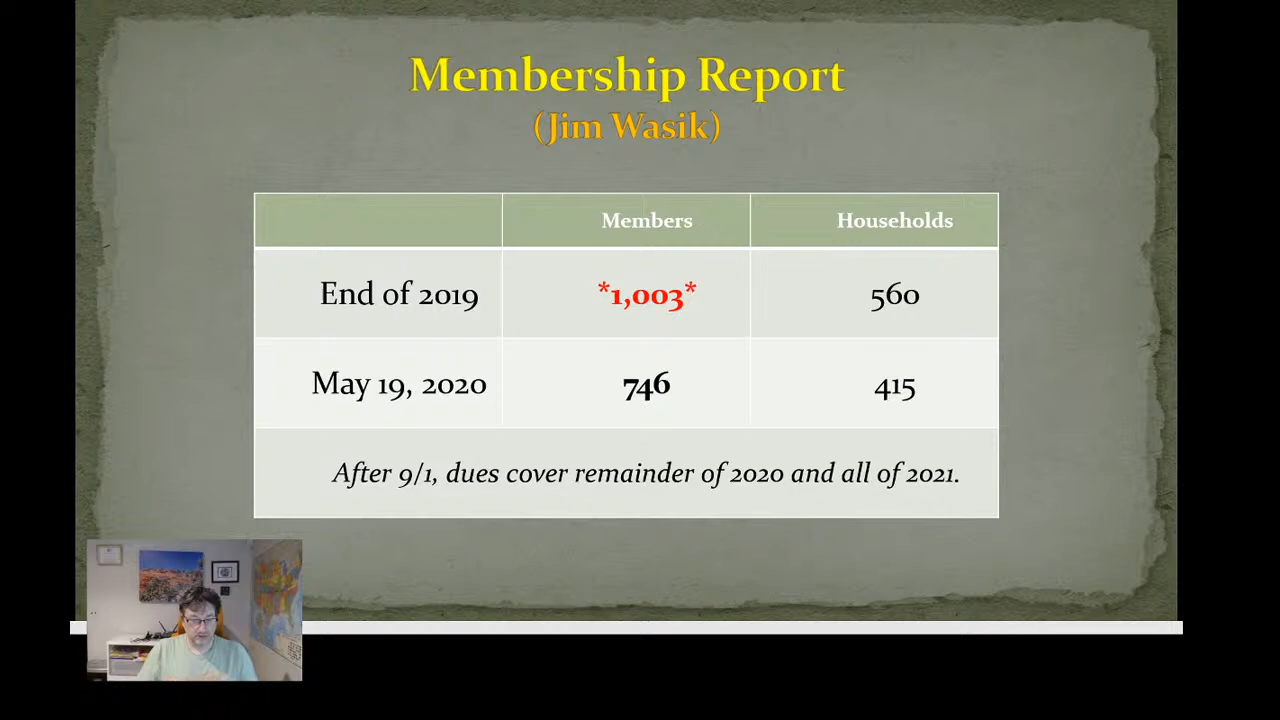 Membership Report
(Jim Wasik)
Members Households
End of 2019 *1,003* 560
May 19, 2020 746 415
After 9/1, dues cover remainder of 2020 and all of 2021.